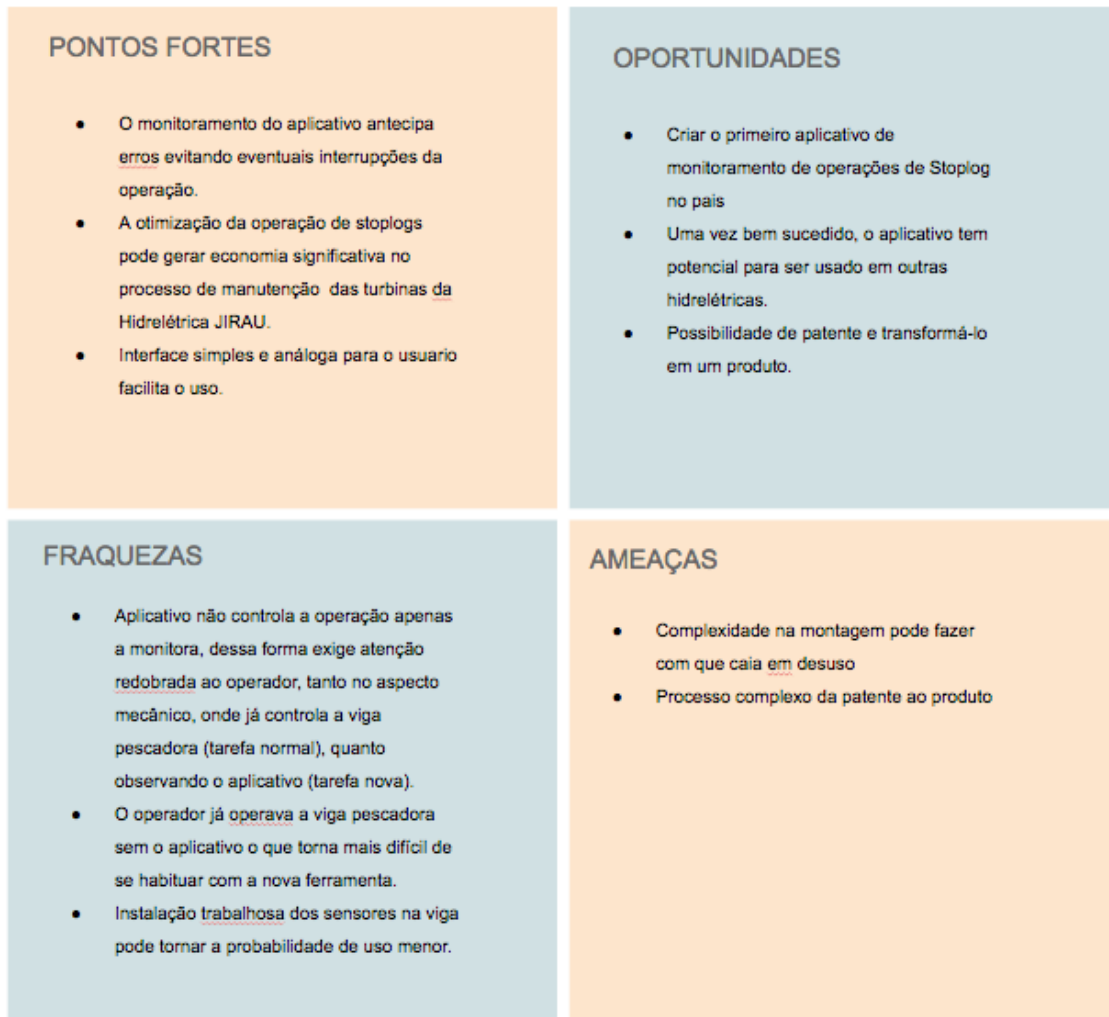 PONTOS FORTES
● O monitoramento do aplicativo antecipa
erros evitando eventuais interrupções da
operação.
● A otimização da operação de stoplogs
pode gerar economia significativa no
processo de manutenção das turbinas da
Hidrelétrica JIRAU.
● Interface simples e análoga para o usuario
facilita o uso.
OPORTUNIDADES
● Criar o primeiro aplicativo de
monitoramento de operações de Stoplog
no pais
● Uma vez bem sucedido, o aplicativo tem
potencial para ser usado em outras
hidrelétricas.
● Possibilidade de patente e transformá-lo
em um produto.
FRAQUEZAS
● Aplicativo não controla a operação apenas
a monitora, dessa forma exige atenção
redobrada ao operador, tanto no aspecto
mecânico, onde já controla a viga
pescadora (tarefa normal), quanto
observando o aplicativo (tarefa nova).
● O operador já operava a viga pescadora
sem o aplicativo o que torna mais difícil de
se habituar com a nova ferramenta.
● Instalação trabalhosa dos sensores na viga
pode tornar a probabilidade de uso menor.
AMEAÇAS
● Complexidade na montagem pode fazer
com que caia em desuso
● Processo complexo da patente ao produto